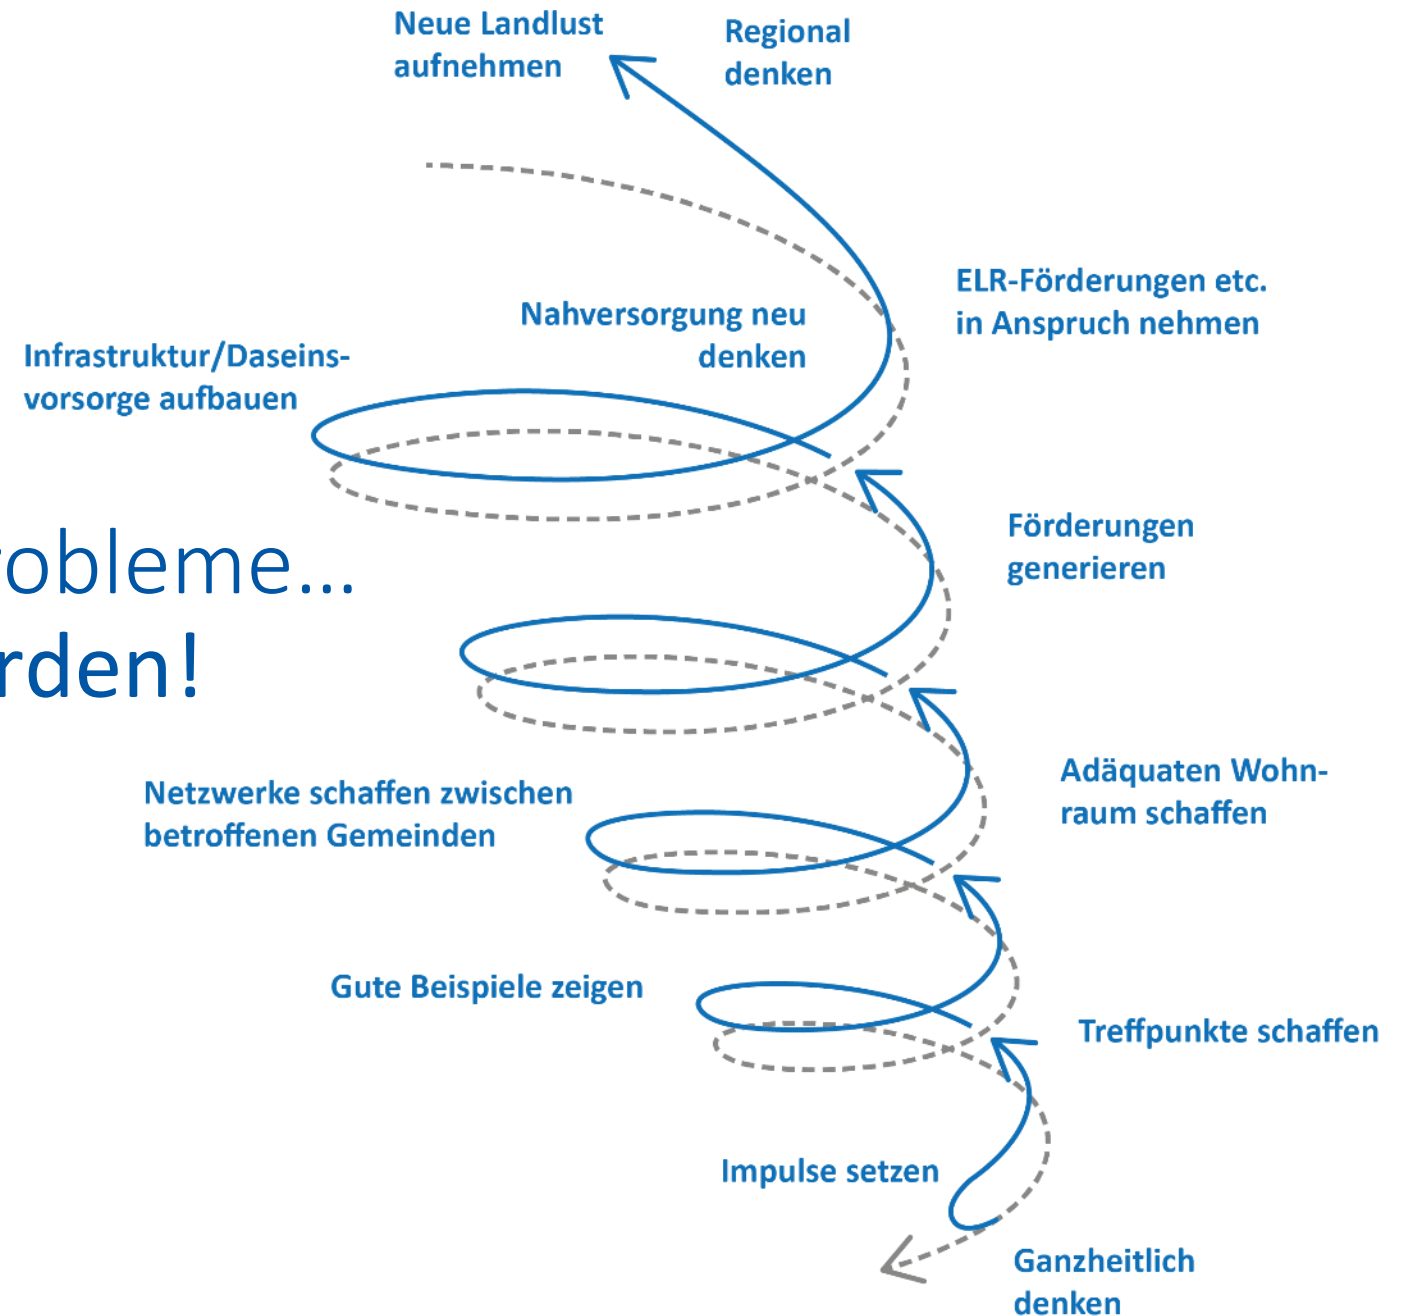 Neue Landlust
aufnehmen
Regional
denken
ELR-Förderungen etc.
in Anspruch nehmen
Nahversorgung neu
denken
Infrastruktur/Daseins-
vorsorge aufbauen
Förderungen
generieren
robleme...
rden!
Adäquaten Wohn-
raum schaffen
Netzwerke schaffen zwischen
betroffenen Gemeinden
Gute Beispiele zeigen
Treffpunkte schaffen
Impulse setzen
Ganzheitlich
denken